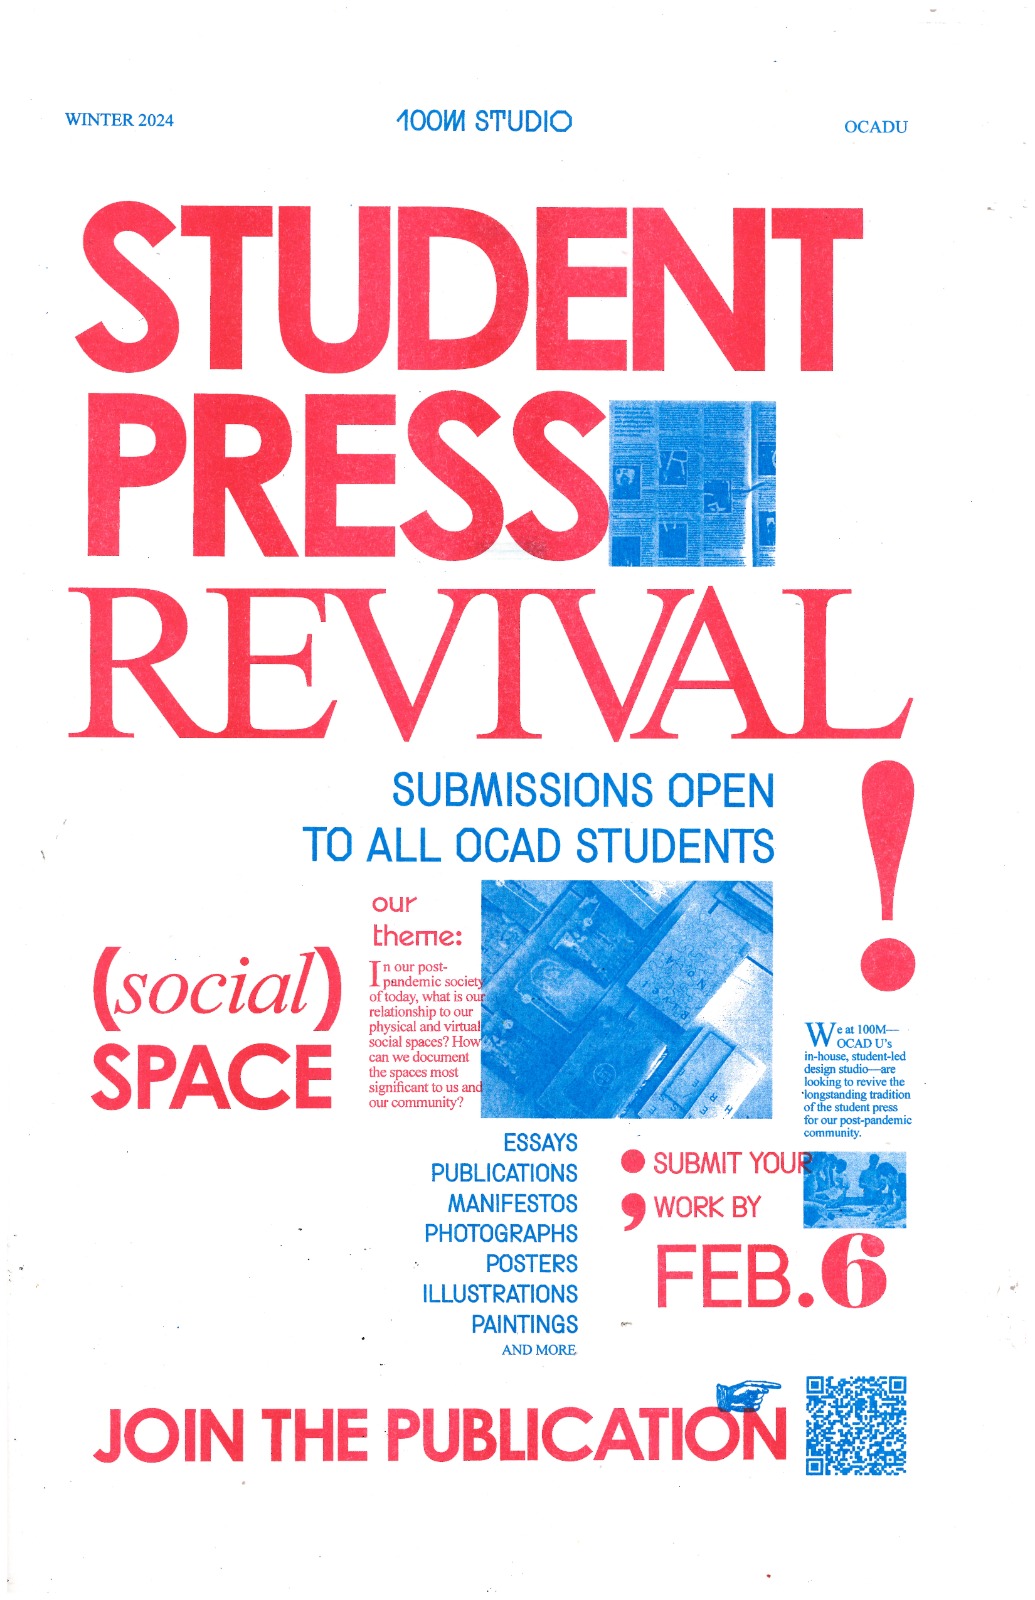 WINTER 2024
100M STUDIO
OCADU
STUDENT
PRESS
REVIVAL
!
SUBMISSIONS OPEN
TO ALL OCAD STUDENTS
our
theme:
(social)
SPACE
In our post-
pandemic society
of today, what is our
relationship to our
physical and virtual
social spaces? How
can we document
the spaces most
significant to us and
our community?
We at 100M—
OCAD U's
in-house, student-led
design studio—are
looking to revive the
longstanding tradition
of the student press
for our post-pandemic
community.
ESSAYS
PUBLICATIONS
MANIFESTOS
PHOTOGRAPHS
POSTERS
ILLUSTRATIONS
PAINTINGS
AND MORE
SUBMIT YOUR
WORK BY
FEB.6
JOIN THE PUBLICATION